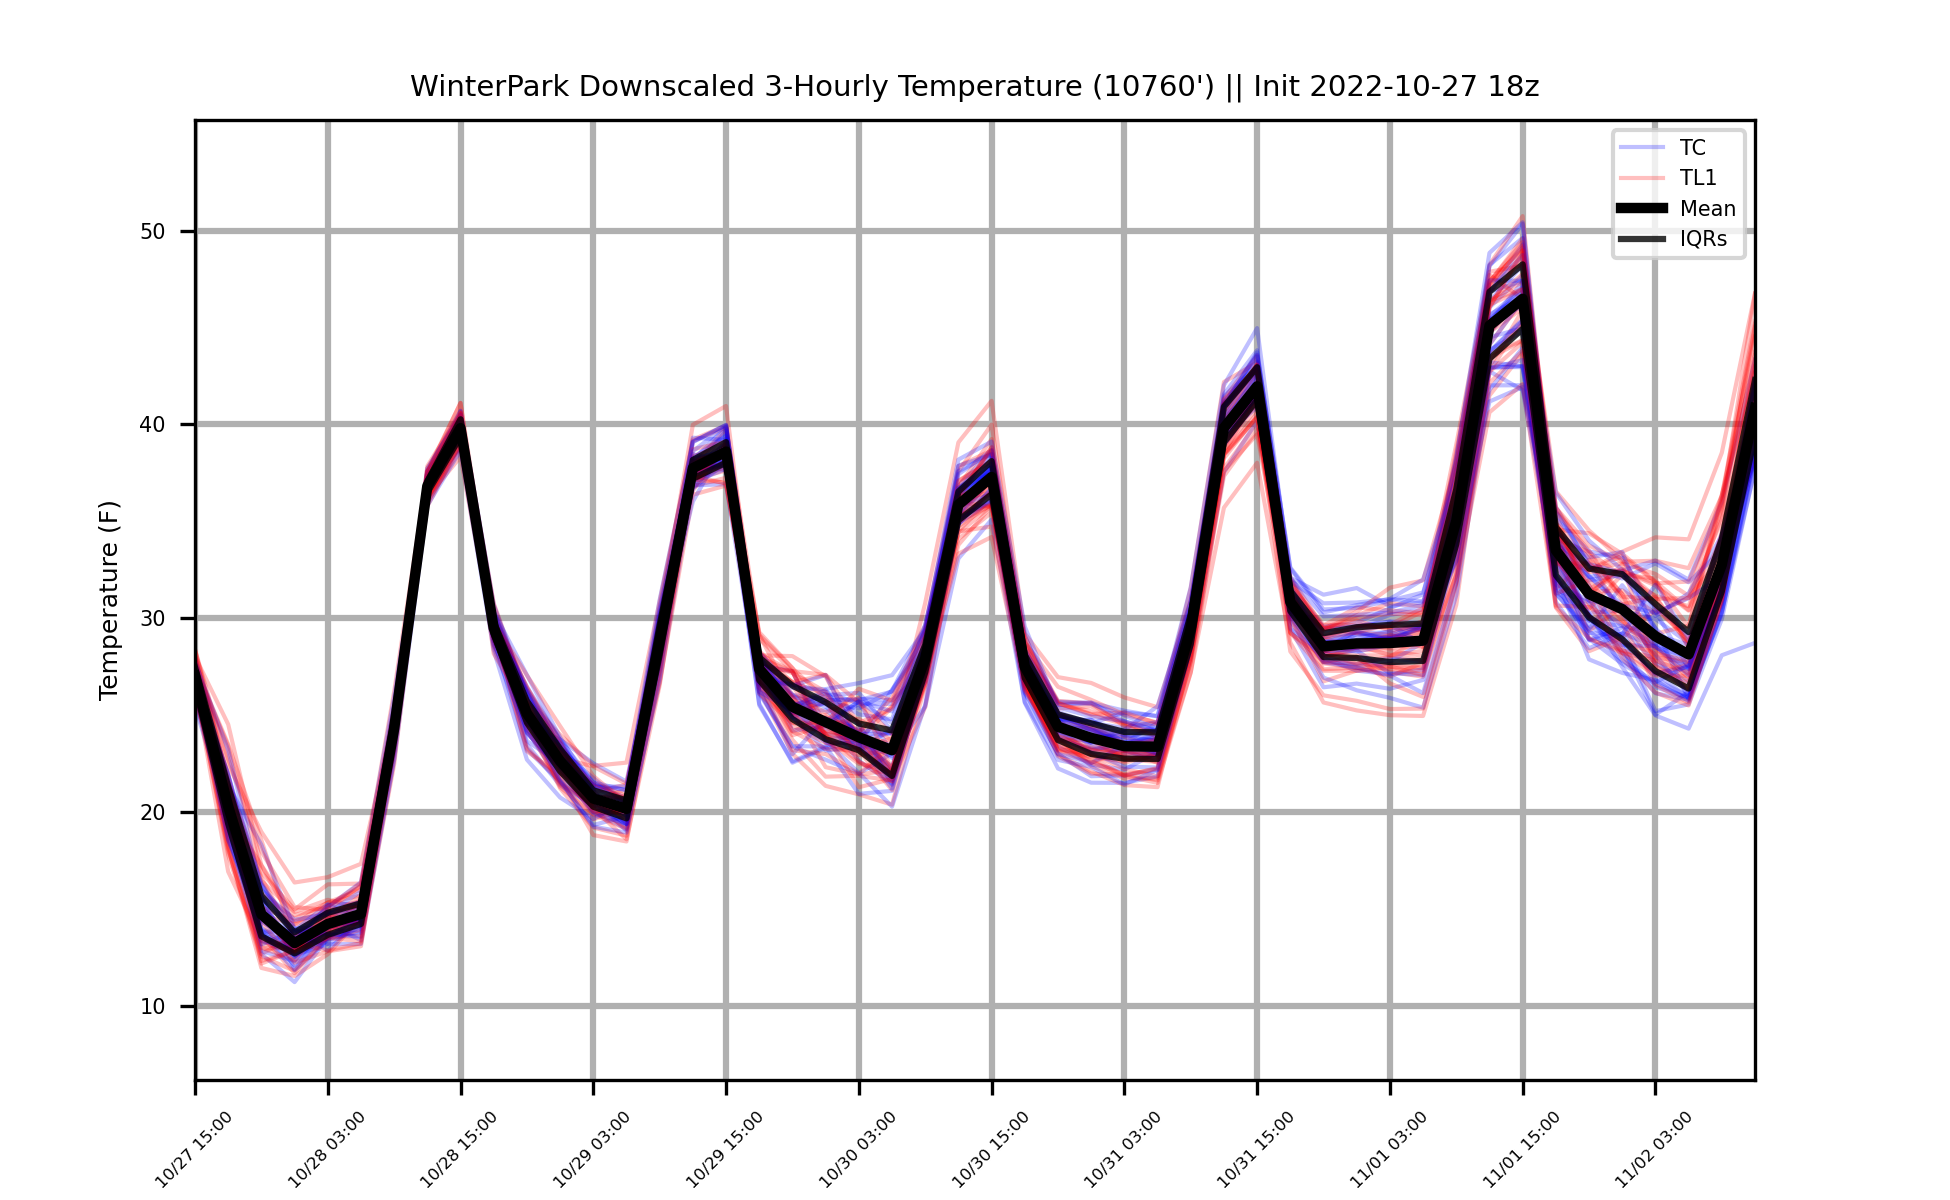 WinterPark Downscaled 3-Hourly Temperature (10760') || Init 2022-10-27 18z
TC
TL1
Mean
IQRs
Temperature (F)
50
40
30
20
10
10/27 15:00
10/28 03:00
10/28 15:00
10/29 03:00
10/29 15:00
10/30 03:00
10/30 15:00
10/31 03:00
10/31 15:00
11/01 03:00
11/01 15:00
11/02 03:00